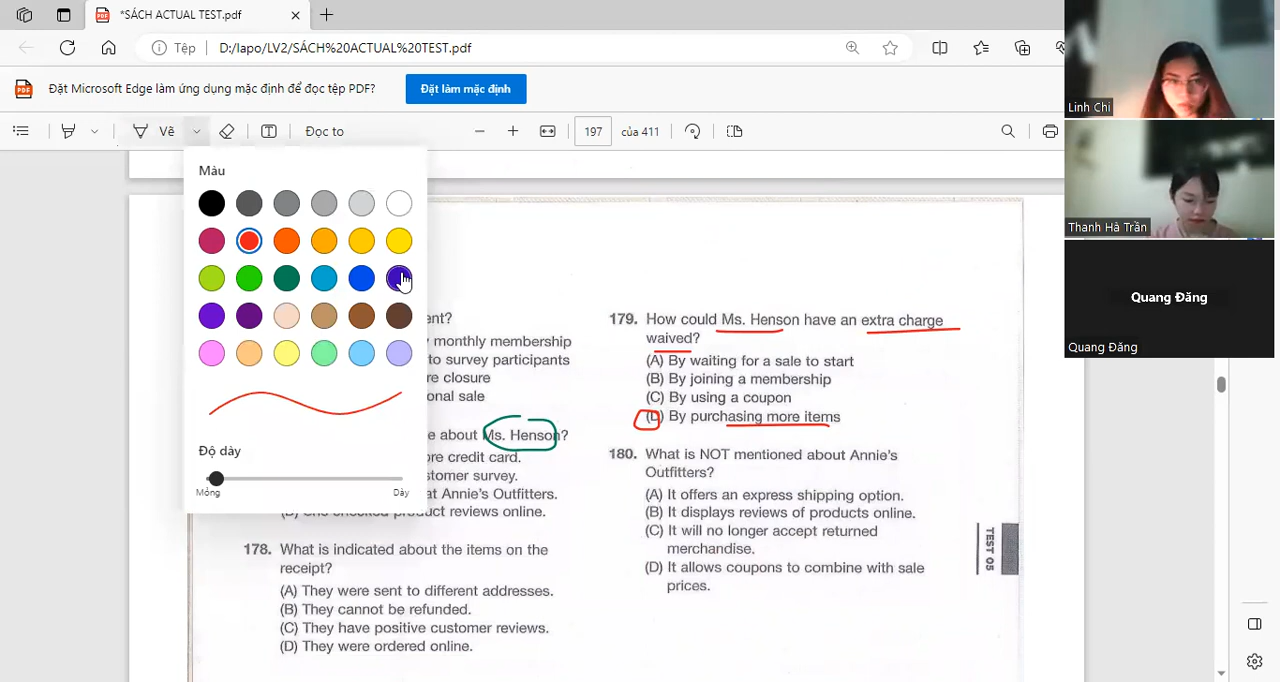 *SÁCH ACTUAL TEST.pdf
Tệp
D:/lapo/LV2/SÁCH%20ACTUAL%20TEST.pdf
Đặt Microsoft Edge làm ứng dụng mặc định để đọc tệp PDF?
Đặt làm mặc định
Vẽ
Đọc to
197
của 411
Màu
Độ dày
Mỏng
Dày
ent?
monthly membership
to survey participants
re closure
onal sale
e about Ms. Henson?
ore credit card.
stomer survey.
at Annie's Outfitters.
product reviews online.
178. What is indicated about the items on the
receipt?
(A) They were sent to different addresses.
(B) They cannot be refunded.
(C) They have positive customer reviews.
(D) They were ordered online.
179. How could Ms. Henson have an extra charge
waived?
(A) By waiting for a sale to start
(B) By joining a membership
(C) By using a coupon
(D) By purchasing more items
180. What is NOT mentioned about Annie's
Outfitters?
(A) It offers an express shipping option.
(B) It displays reviews of products online.
(C) It will no longer accept returned
merchandise.
(D) It allows coupons to combine with sale
prices.
TEST 05
Linh Chi
Thanh Hà Trần
Quang Đăng
Quang Đăng